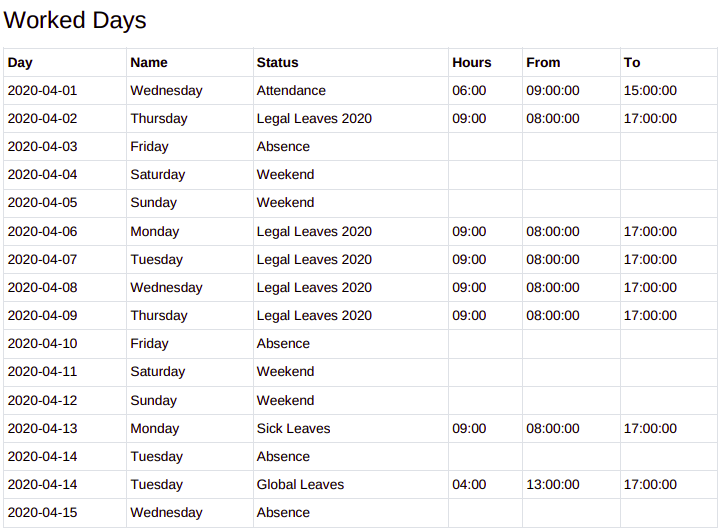 Worked Days
Day Name Status Hours From To
2020-04-01 Wednesday Attendance 06:00 09:00:00 15:00:00
2020-04-02 Thursday Legal Leaves 2020 09:00 08:00:00 17:00:00
2020-04-03 Friday Absence
2020-04-04 Saturday Weekend
2020-04-05 Sunday Weekend
2020-04-06 Monday Legal Leaves 2020 09:00 08:00:00 17:00:00
2020-04-07 Tuesday Legal Leaves 2020 09:00 08:00:00 17:00:00
2020-04-08 Wednesday Legal Leaves 2020 09:00 08:00:00 17:00:00
2020-04-09 Thursday Legal Leaves 2020 09:00 08:00:00 17:00:00
2020-04-10 Friday Absence
2020-04-11 Saturday Weekend
2020-04-12 Sunday Weekend
2020-04-13 Monday Sick Leaves 09:00 08:00:00 17:00:00
2020-04-14 Tuesday Absence
2020-04-14 Tuesday Global Leaves 04:00 13:00:00 17:00:00
2020-04-15 Wednesday Absence